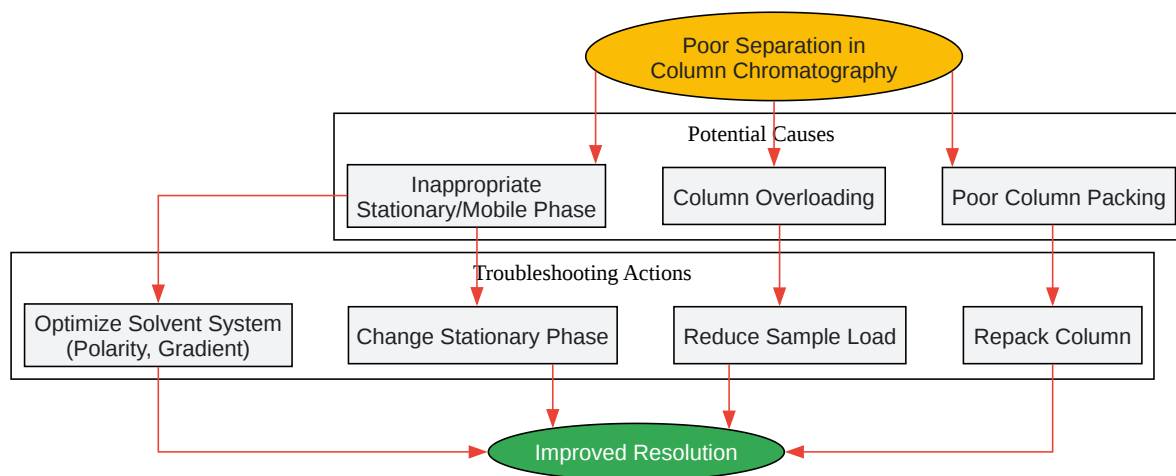 Poor Separation in
Column Chromatography
Potential Causes
Inappropriate
Stationary/Mobile Phase
Column Overloading
Poor Column Packing
Troubleshooting Actions
Optimize Solvent System
(Polarity, Gradient)
Change Stationary Phase
Reduce Sample Load
Repack Column
Improved Resolution